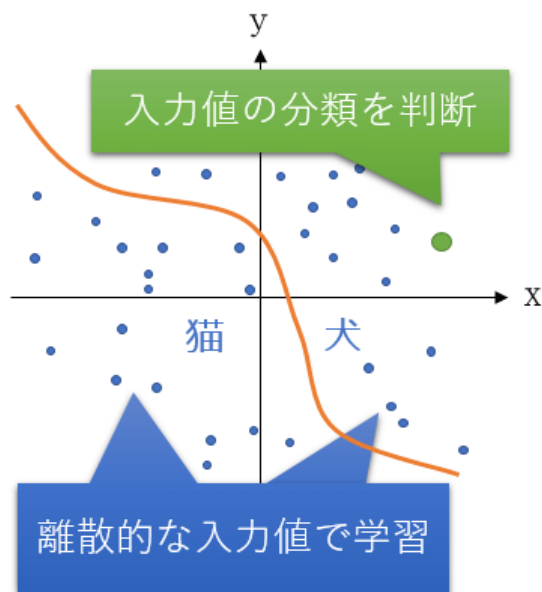 y
入力値の分類を判断
x
猫 犬
離散的な入力値で学習